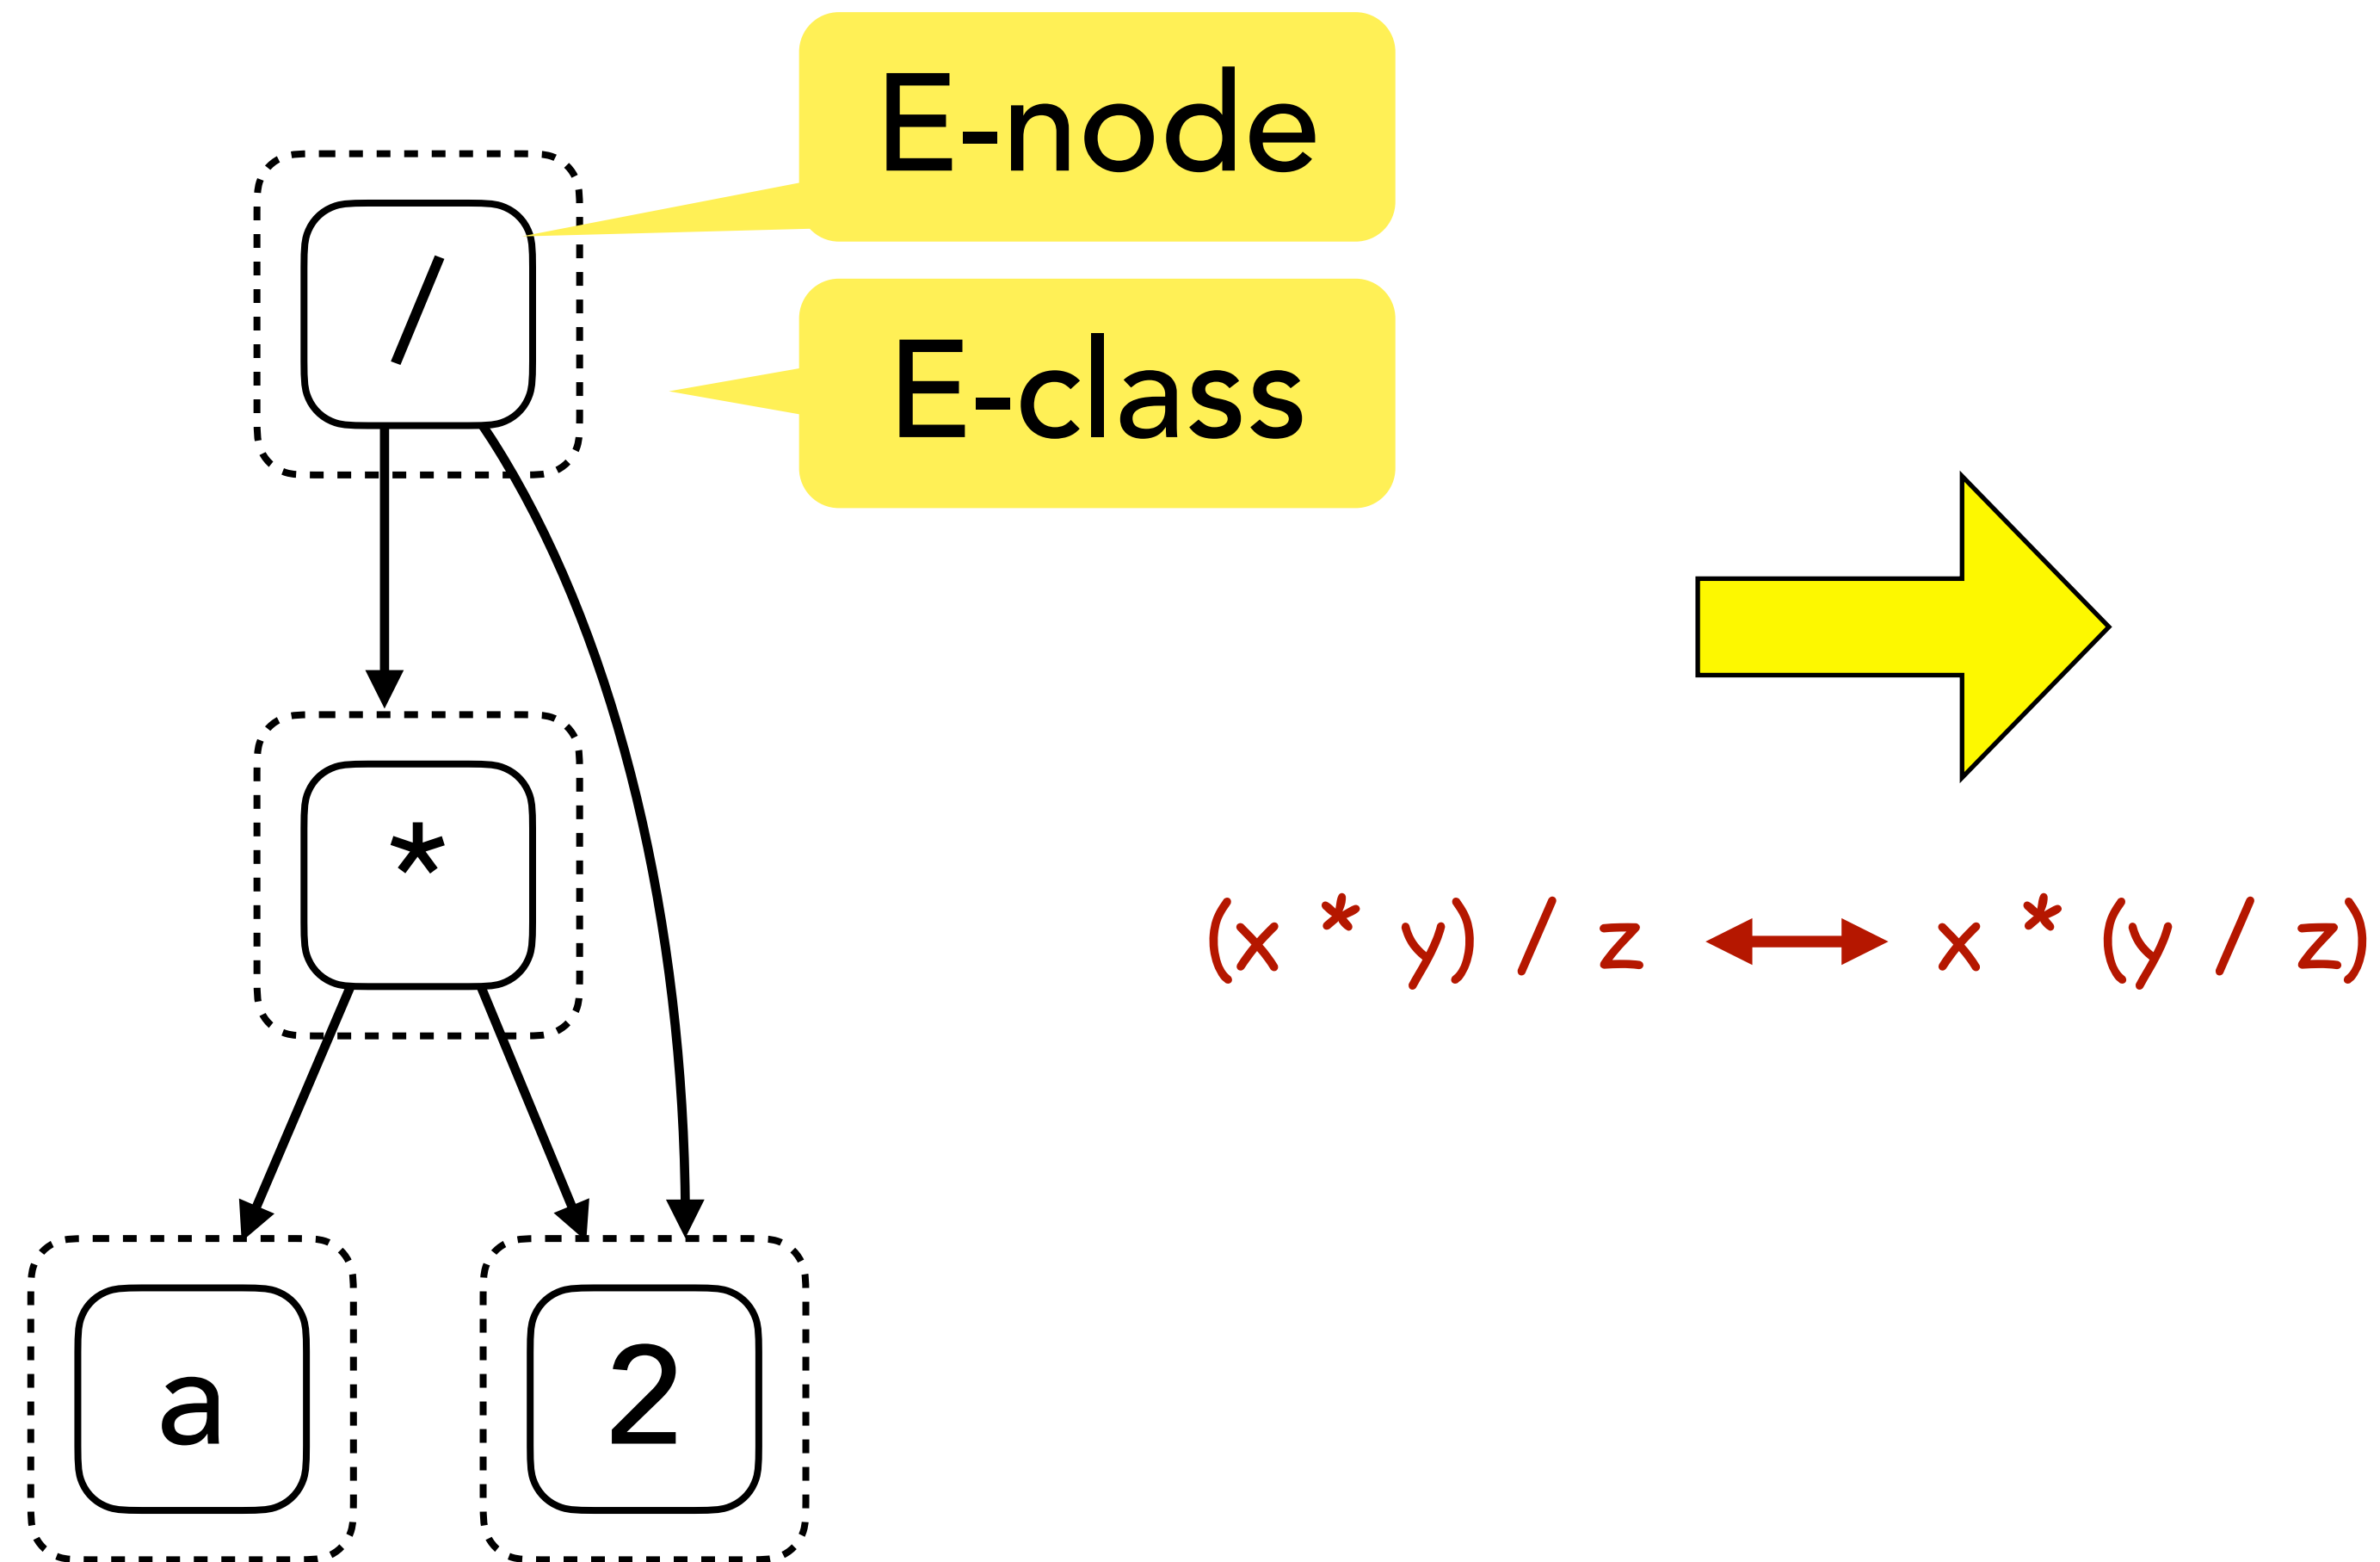 E-node
/
E-class
*
(x * y) / z ↔ x * (y / z)
a
2